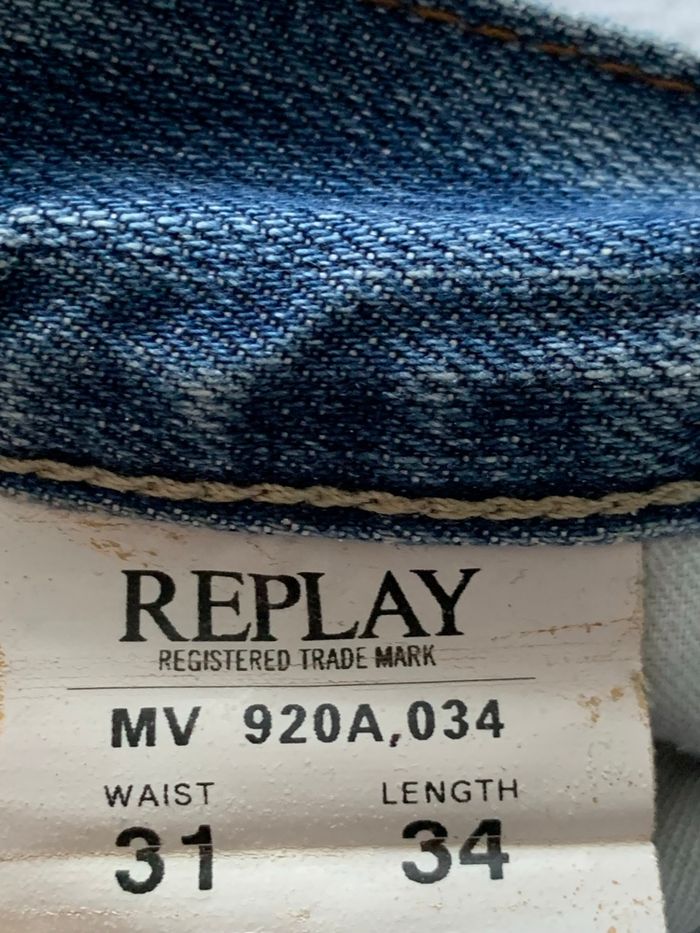 REPLAY
REGISTERED TRADE MARK
MV 920A.034
WAIST LENGTH
31 34